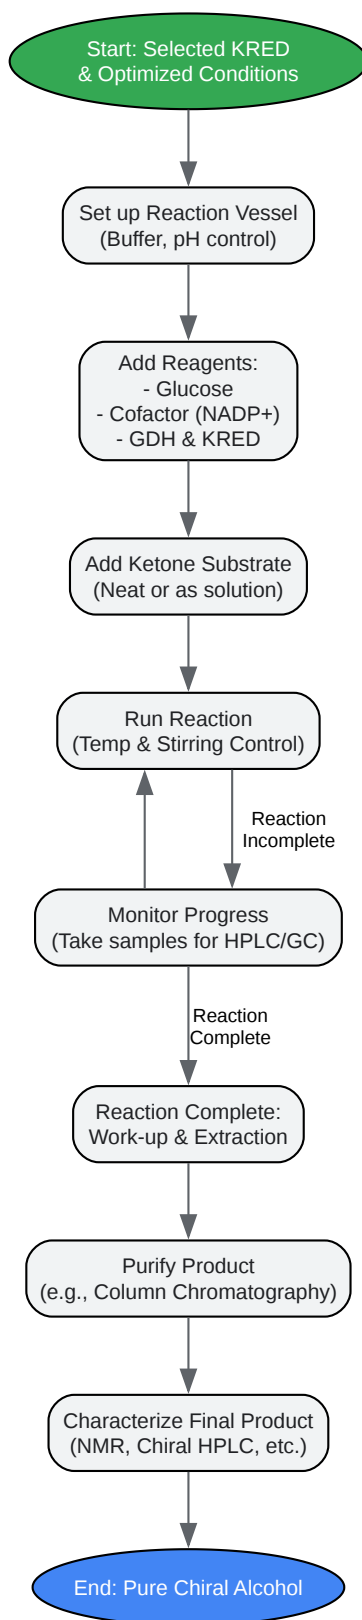 Start: Selected KRED
& Optimized Conditions
Set up Reaction Vessel
(Buffer, pH control)
Add Reagents:
- Glucose
- Cofactor (NADP+)
- GDH & KRED
Add Ketone Substrate
(Neat or as solution)
Run Reaction
(Temp & Stirring Control)
Reaction
Incomplete
Monitor Progress
(Take samples for HPLC/GC)
Reaction
Complete
Reaction Complete:
Work-up & Extraction
Purify Product
(e.g., Column Chromatography)
Characterize Final Product
(NMR, Chiral HPLC, etc.)
End: Pure Chiral Alcohol